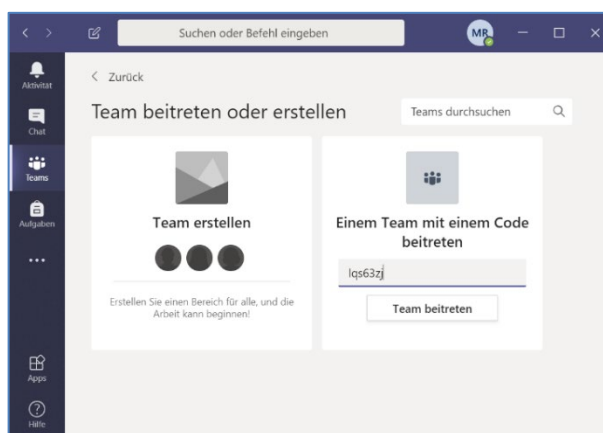 Suchen oder Befehl eingeben
MR
Aktivität
Chat
Teams
Aufgaben
Apps
Hilfe
Zurück
Team beitreten oder erstellen
Teams durchsuchen
Team erstellen
Erstellen Sie einen Bereich für alle, und die
Arbeit kann beginnen!
Einem Team mit einem Code
beitreten
lqs63zj
Team beitreten